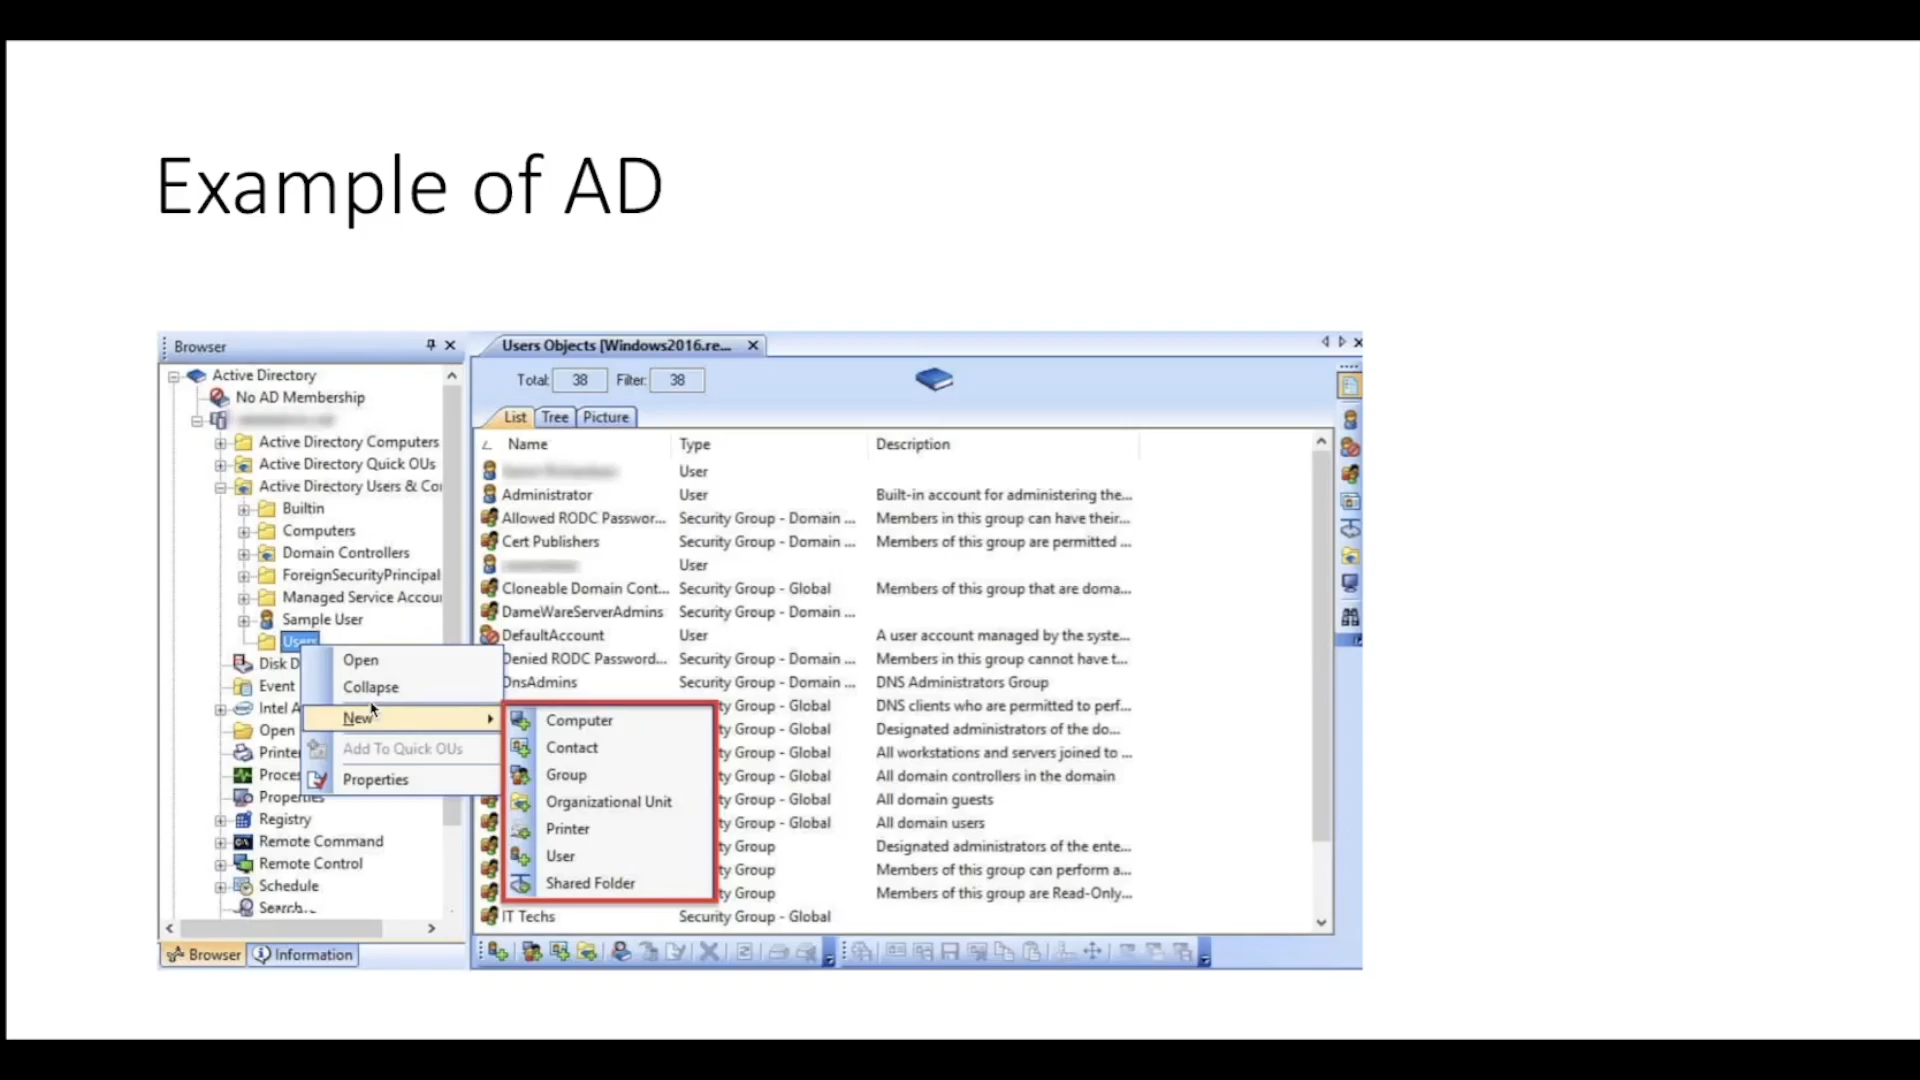 Example of AD
Browser
Active Directory
No AD Membership
Active Directory Computers
Active Directory Quick OUs
Active Directory Users & Co
Builtin
Computers
Domain Controllers
ForeignSecurityPrincipal
Managed Service Accou
Sample User
Users
Disk D
Event
Intel A
Open
Printe
Proce
Properties
Registry
Remote Command
Remote Control
Schedule
Search...
Browser
Information
Open
Collapse
New
Add To Quick OUs
Properties
Computer
Contact
Group
Organizational Unit
Printer
User
Shared Folder
Users Objects [Windows2016.re...
Total: 38 Filter: 38
List Tree Picture
Name Type Description
User
Administrator User Built-in account for administering the...
Allowed RODC Passwor... Security Group - Domain ... Members in this group can have their...
Cert Publishers Security Group - Domain ... Members of this group are permitted ...
User
Cloneable Domain Cont... Security Group - Global Members of this group that are doma...
DameWareServerAdmins Security Group - Domain ...
DefaultAccount User A user account managed by the syste...
Denied RODC Password... Security Group - Domain ... Members in this group cannot have t...
DnsAdmins Security Group - Domain ... DNS Administrators Group
ty Group - Global DNS clients who are permitted to perf...
ty Group - Global Designated administrators of the do...
ty Group - Global All workstations and servers joined to ...
ty Group - Global All domain controllers in the domain
ty Group - Global All domain guests
ty Group - Global All domain users
ty Group Designated administrators of the ente...
ty Group Members of this group can perform a...
ty Group Members of this group are Read-Only...
IT Techs Security Group - Global